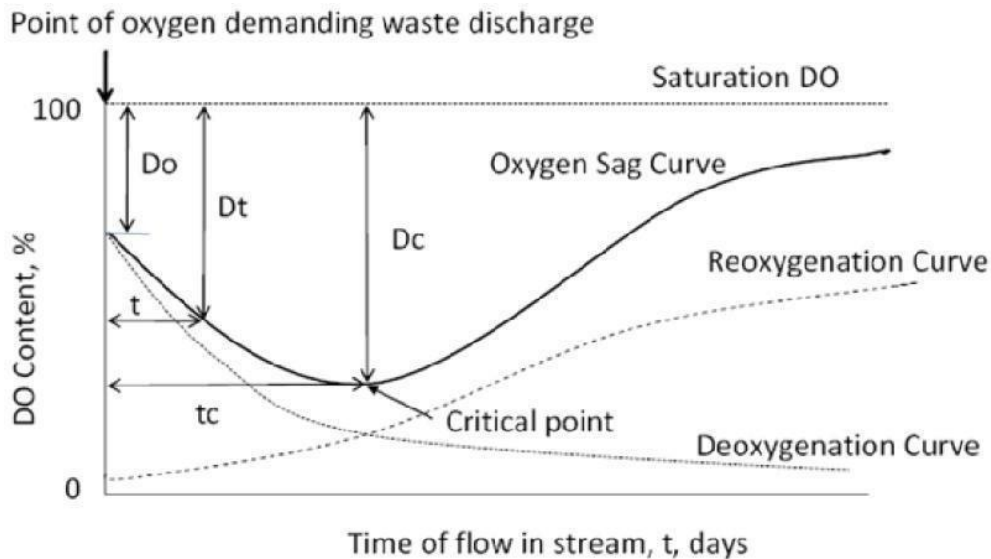 Point of oxygen demanding waste discharge
Saturation DO
100
Do
Oxygen Sag Curve
Dt
Dc
Reoxygenation Curve
t
DO Content, %
tc
Critical point
Deoxygenation Curve
0
Time of flow in stream, t, days